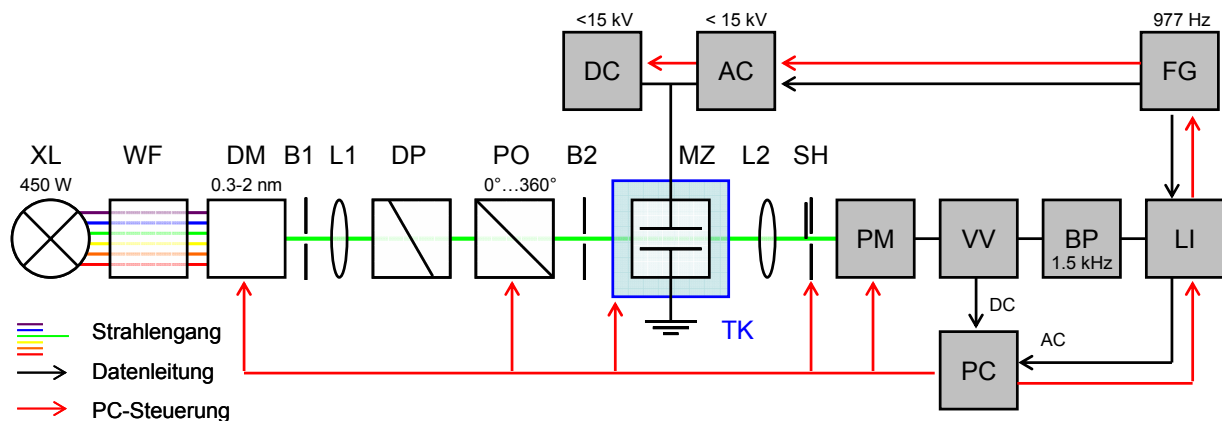 <15 kV
< 15 kV
977 Hz
DC
AC
FG
XL
WF
DM
B1
L1
DP
PO
B2
MZ
L2
SH
450 W
0.3-2 nm
0°...360°
PM
VV
BP
1.5 kHz
LI
TK
DC
AC
PC
Strahlengang
Datenleitung
PC-Steuerung